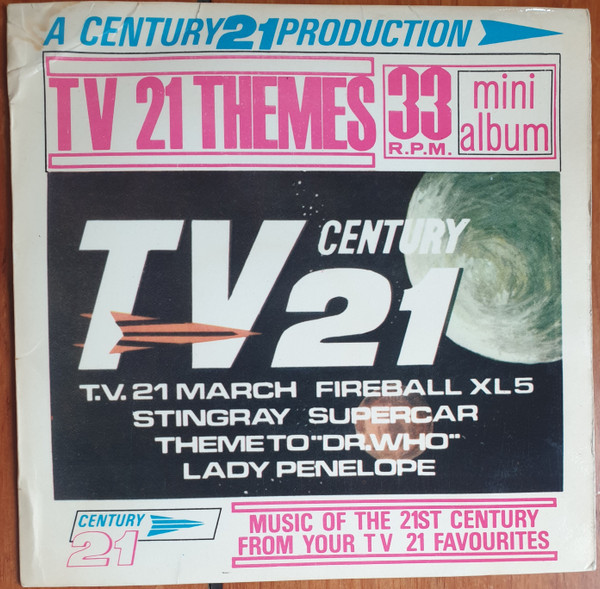 A CENTURY 21 PRODUCTION
TV 21 THEMES
33
R.P.M.
mini
album
TV CENTURY
21
T.V. 21 MARCH FIREBALL XL5
STINGRAY SUPERCAR
THEME TO "DR.WHO"
LADY PENELOPE
CENTURY
21
MUSIC OF THE 21ST CENTURY
FROM YOUR TV 21 FAVOURITES